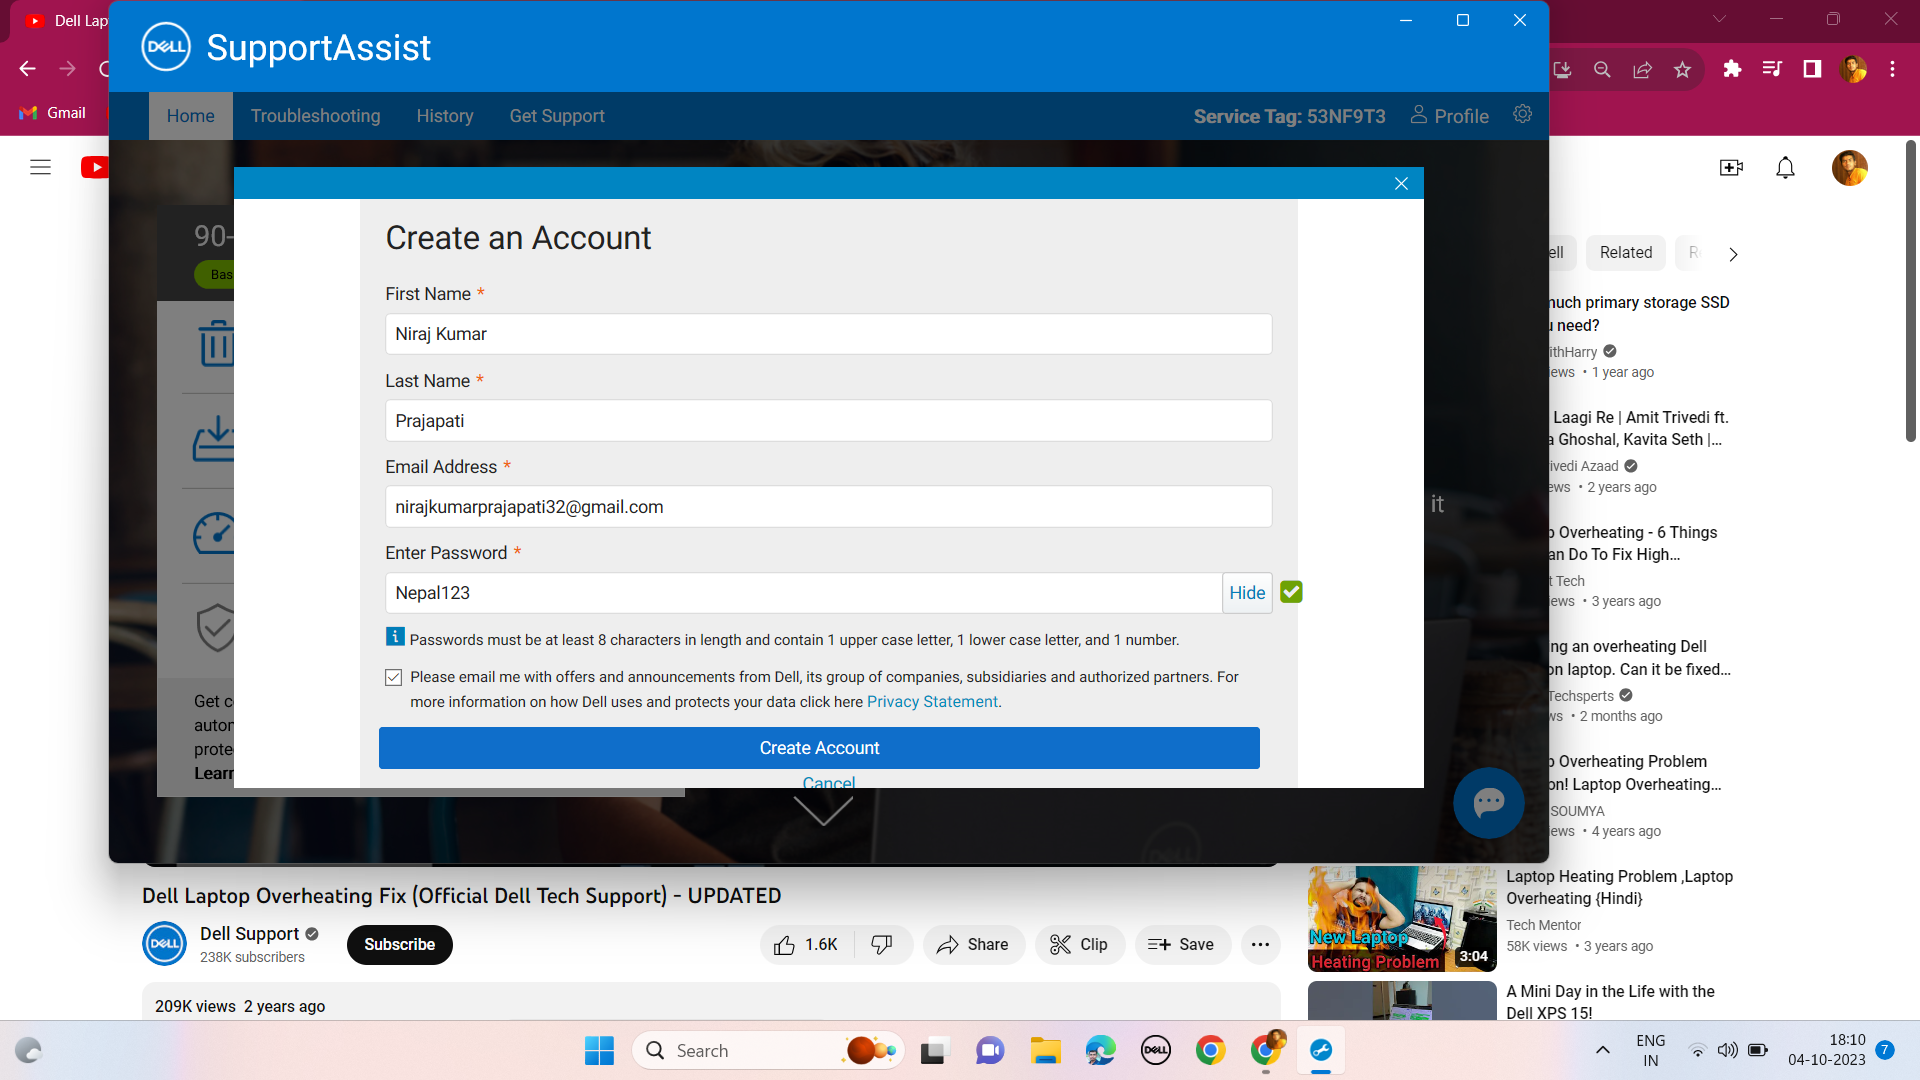 Dell Lap
DELL SupportAssist
Gmail
Home Troubleshooting History Get Support Service Tag: 53NF9T3 Profile
90-
Bas
Create an Account
First Name *
Niraj Kumar
Last Name *
Prajapati
Email Address *
nirajkumarprajapati32@gmail.com
Enter Password *
Nepal123 Hide
i Passwords must be at least 8 characters in length and contain 1 upper case letter, 1 lower case letter, and 1 number.
Please email me with offers and announcements from Dell, its group of companies, subsidiaries and authorized partners. For
more information on how Dell uses and protects your data click here Privacy Statement.
Create Account
Cancel
Get c
auton
prote
Learn
it
DELL
ell Related
much primary storage SSD
u need?
ithHarry
iews • 1 year ago
Laagi Re | Amit Trivedi ft.
a Ghoshal, Kavita Seth |...
ivedi Azaad
ews • 2 years ago
p Overheating - 6 Things
an Do To Fix High...
t Tech
ews • 3 years ago
ng an overheating Dell
on laptop. Can it be fixed...
Techsperts
ws • 2 months ago
p Overheating Problem
on! Laptop Overheating...
SOUMYA
ews • 4 years ago
New Laptop
Heating Problem
3:04
Laptop Heating Problem ,Laptop
Overheating {Hindi}
Tech Mentor
58K views • 3 years ago
A Mini Day in the Life with the
Dell XPS 15!
Dell Laptop Overheating Fix (Official Dell Tech Support) - UPDATED
DELL
Dell Support
238K subscribers
Subscribe
1.6K Share Clip Save
209K views 2 years ago
Search
DELL
ENG
IN
18:10
04-10-2023
7